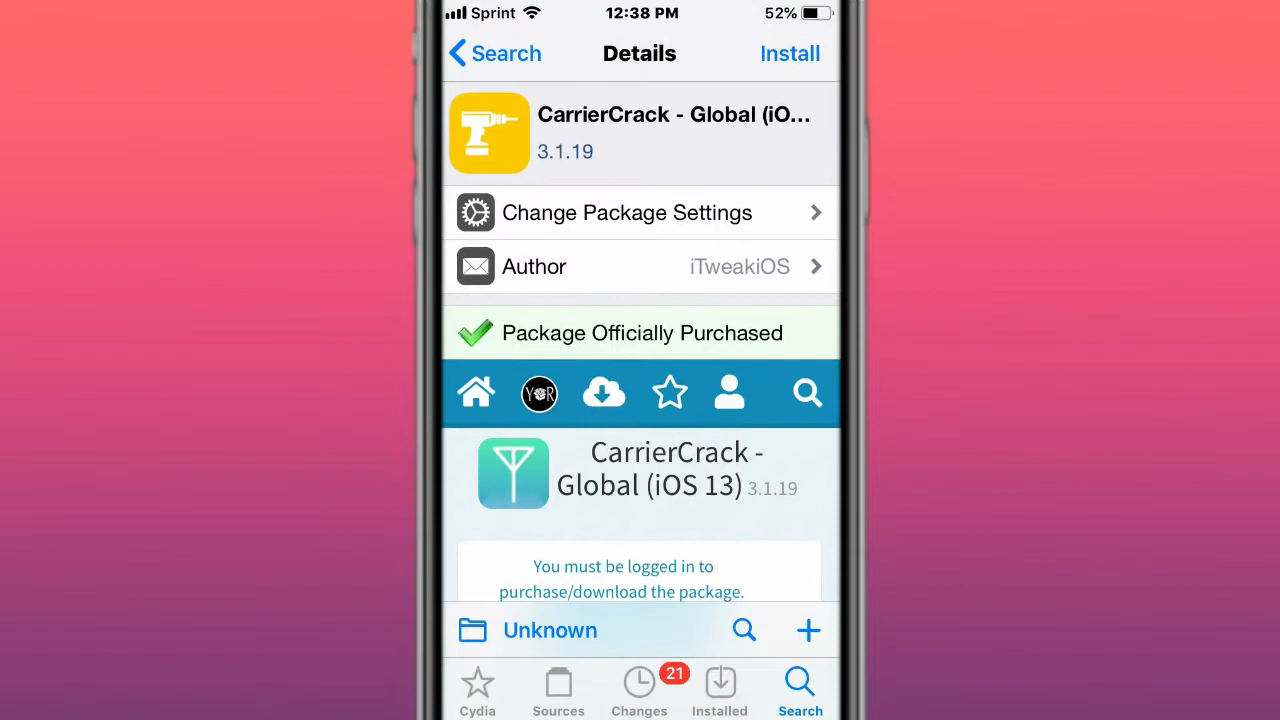 Sprint 12:38 PM 52%
Search Details Install
CarrierCrack - Global (iO...
3.1.19
Change Package Settings
Author iTweakiOS
Package Officially Purchased
YOR
CarrierCrack -
Global (iOS 13) 3.1.19
You must be logged in to
purchase/download the package.
Unknown
21
Cydia Sources Changes Installed Search